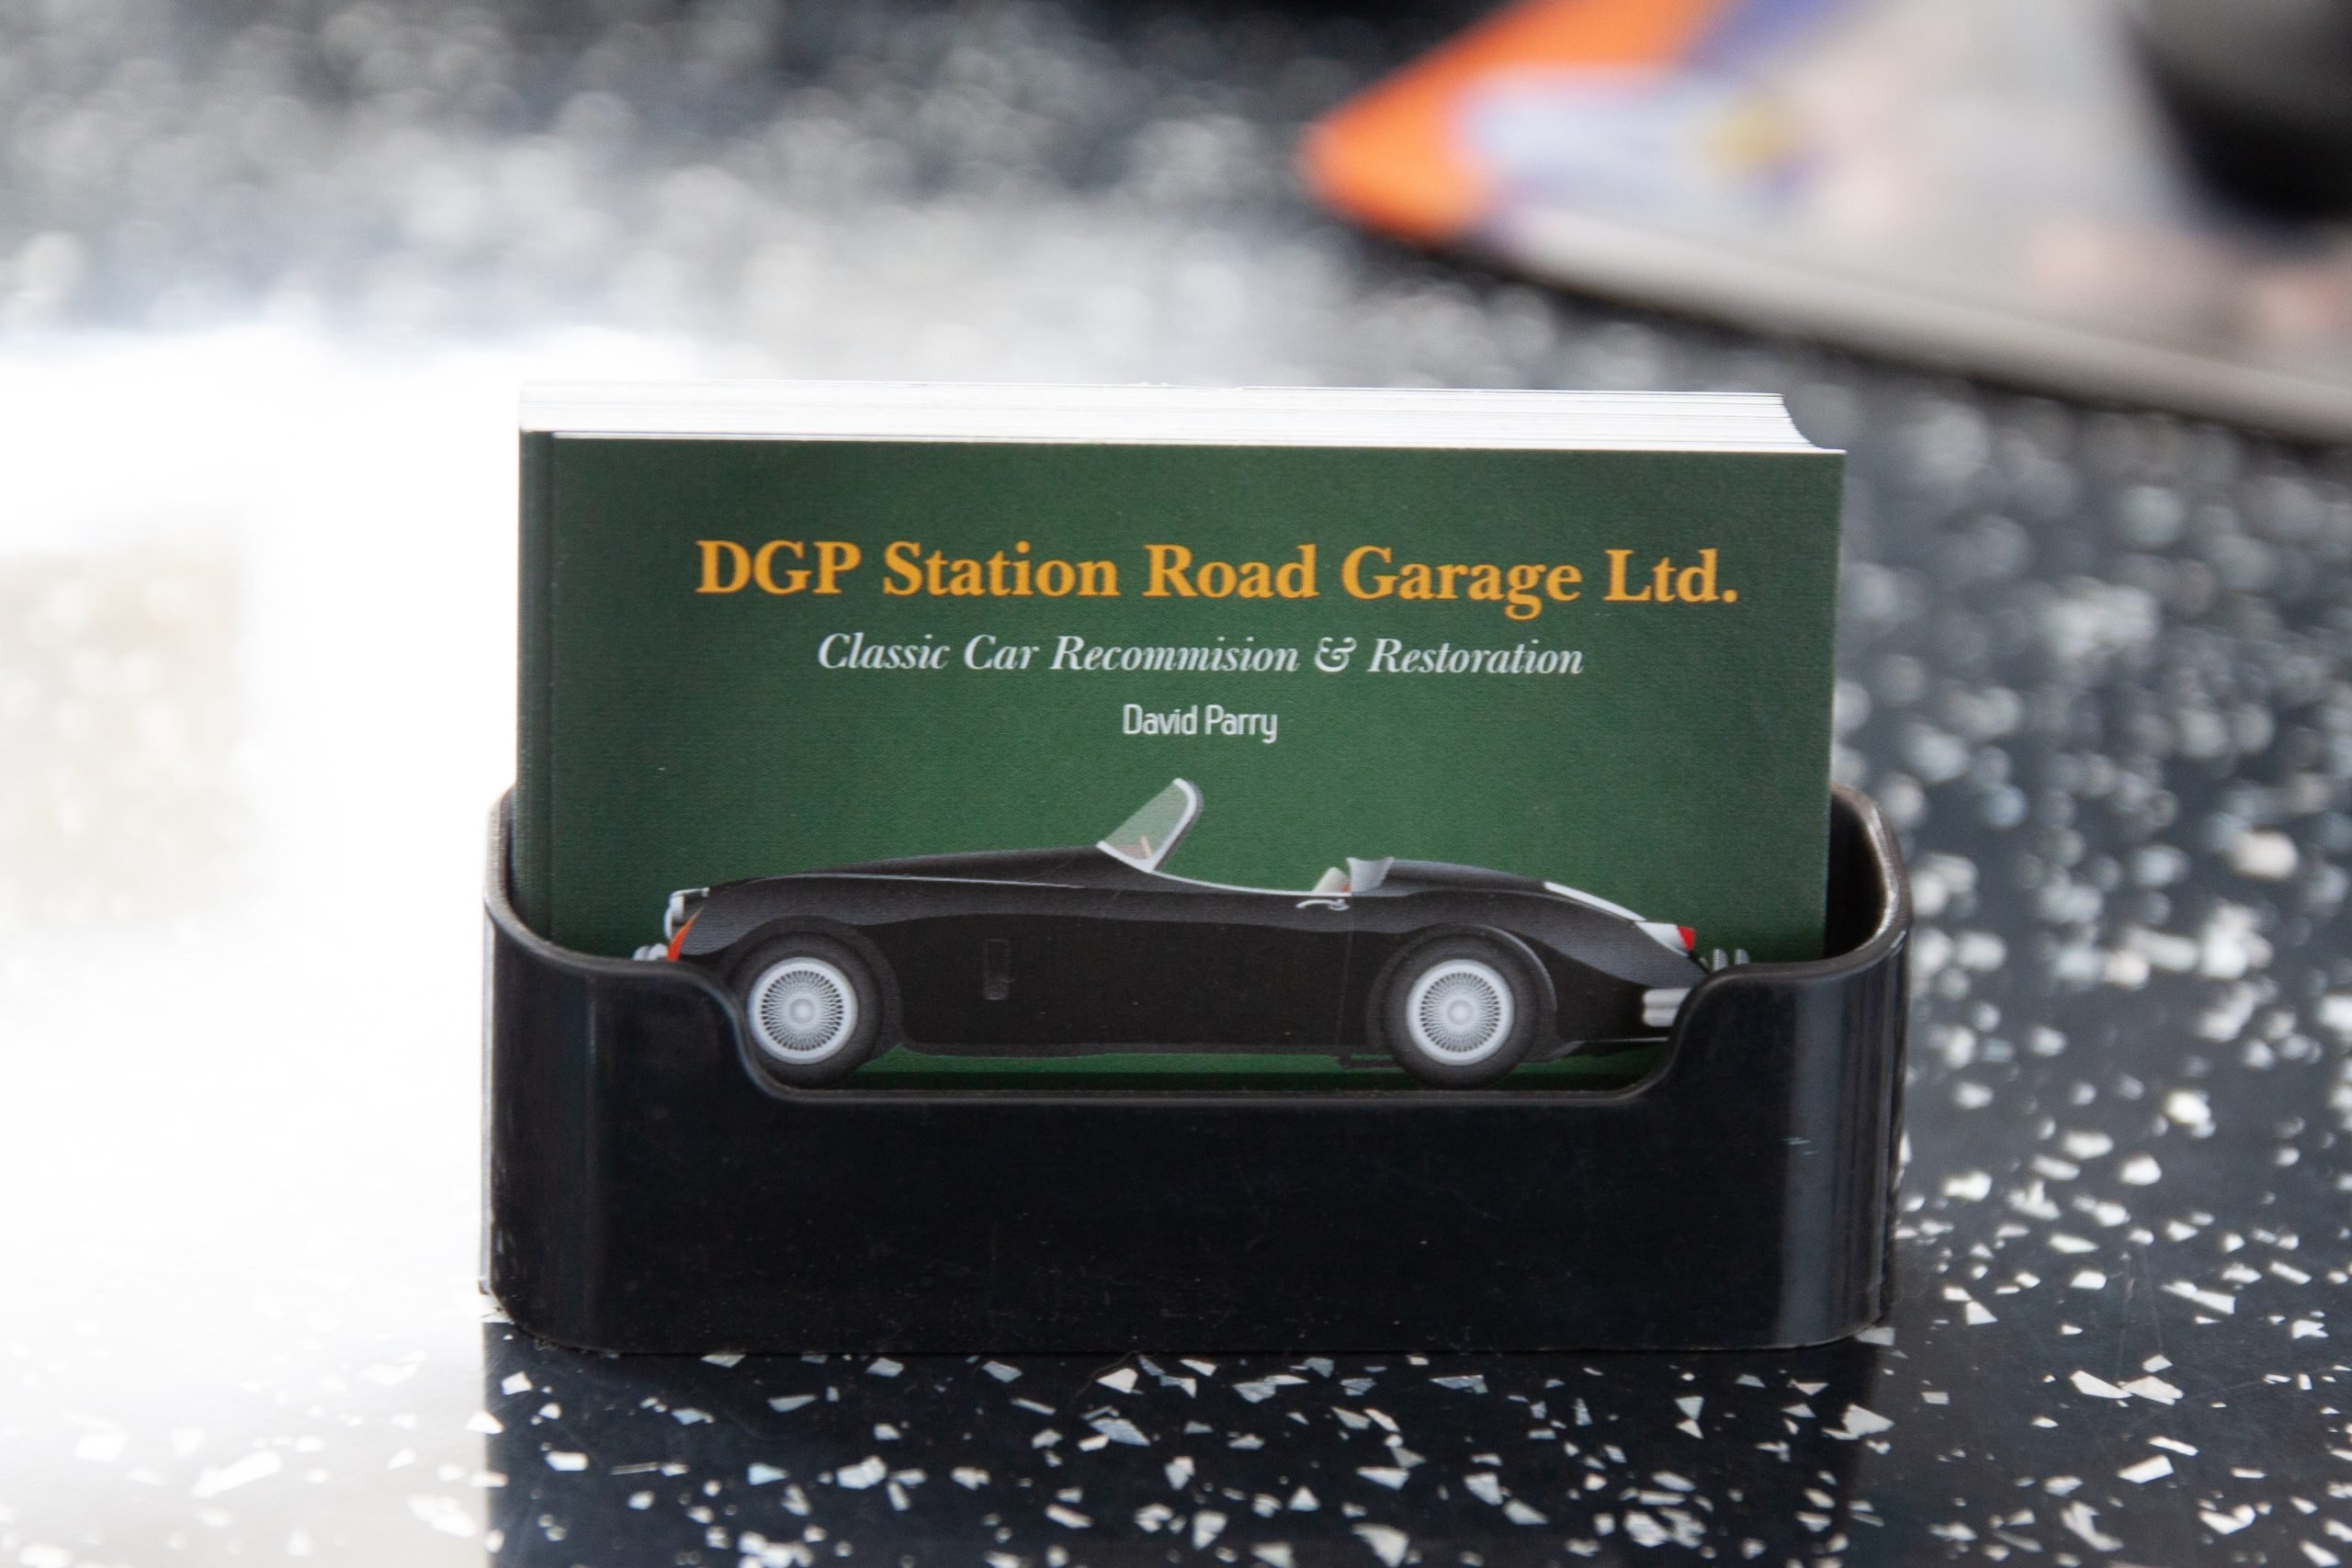 DGP Station Road Garage Ltd.
Classic Car Recommision & Restoration
David Parry